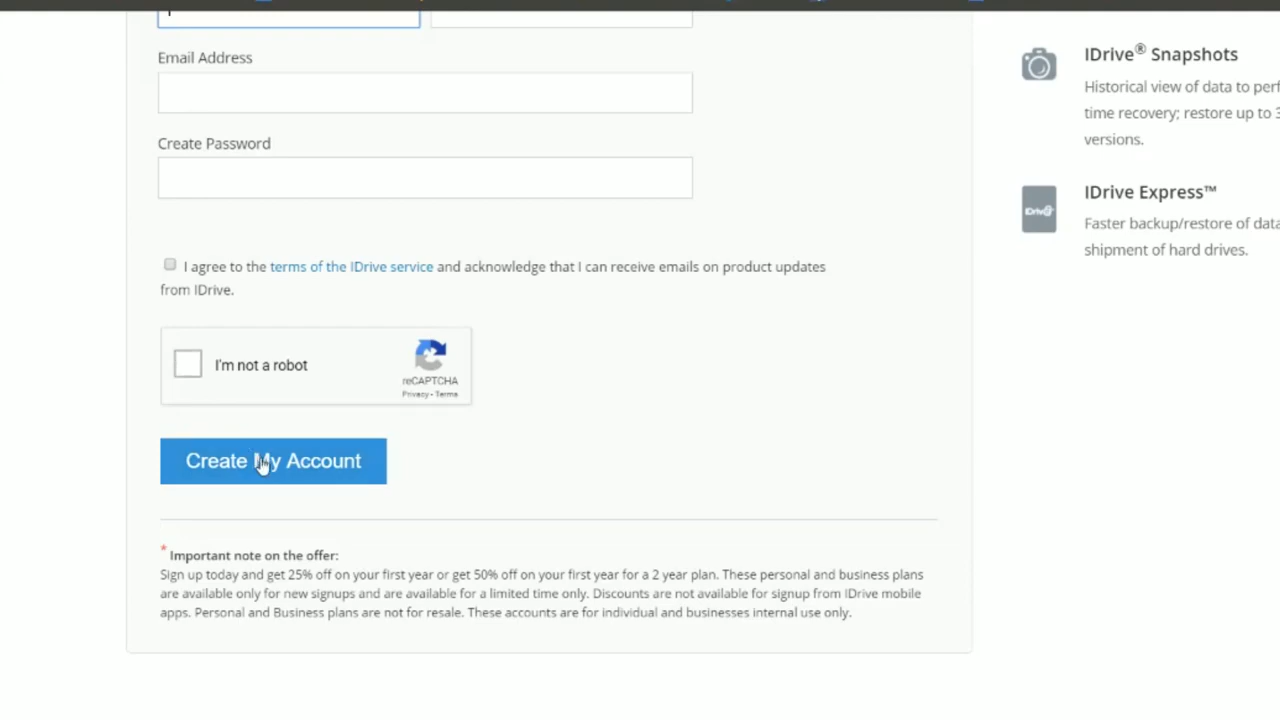 Email Address
Create Password
I agree to the terms of the IDrive service and acknowledge that I can receive emails on product updates
from IDrive.
I'm not a robot
reCAPTCHA
Privacy - Terms
Create My Account
* Important note on the offer:
Sign up today and get 25% off on your first year or get 50% off on your first year for a 2 year plan. These personal and business plans
are available only for new signups and are available for a limited time only. Discounts are not available for signup from IDrive mobile
apps. Personal and Business plans are not for resale. These accounts are for individual and businesses internal use only.
IDrive® Snapshots
Historical view of data to perf
time recovery; restore up to 3
versions.
IDrive Express™
Faster backup/restore of data
shipment of hard drives.